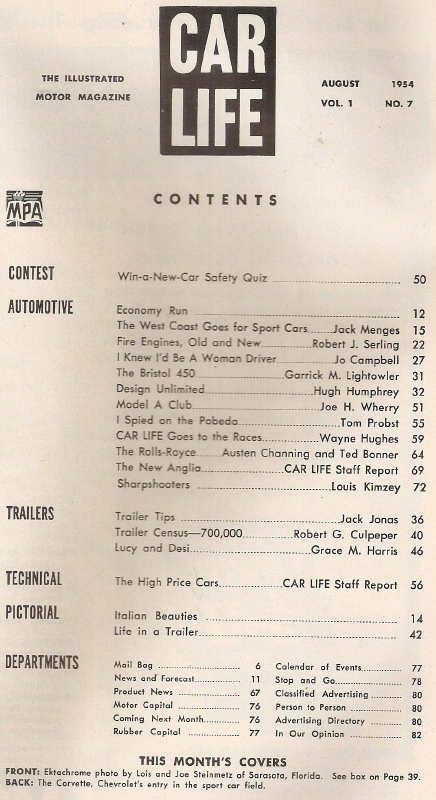 CAR
LIFE
THE ILLUSTRATED
MOTOR MAGAZINE
AUGUST 1954
VOL. 1 NO. 7
CONTENTS
MPA
CONTEST
Win-a-New-Car Safety Quiz 50
AUTOMOTIVE
Economy Run 12
The West Coast Goes for Sport Cars Jack Menges 15
Fire Engines, Old and New Robert J. Serling 22
I Knew I'd Be A Woman Driver Jo Campbell 27
The Bristol 450 Garrick M. Lightowler 31
Design Unlimited Hugh Humphrey 32
Model A Club Joe H. Wherry 51
I Spied on the Pobeda Tom Probst 55
CAR LIFE Goes to the Races Wayne Hughes 59
The Rolls-Royce Austen Channing and Ted Bonner 64
The New Anglia CAR LIFE Staff Report 69
Sharpshooters Louis Kimzey 72
TRAILERS
Trailer Tips Jack Jonas 36
Trailer Census—700,000 Robert G. Culpeper 40
Lucy and Desi Grace M. Harris 46
TECHNICAL
The High Price Cars CAR LIFE Staff Report 56
PICTORIAL
Italian Beauties 14
Life in a Trailer 42
DEPARTMENTS
Mail Bag 6
News and Forecast 11
Product News 67
Motor Capital 76
Coming Next Month 76
Rubber Capital 77
Calendar of Events 77
Stop and Go 78
Classified Advertising 80
Person to Person 80
Advertising Directory 80
In Our Opinion 82
THIS MONTH'S COVERS
FRONT: Ektachrome photo by Lois and Joe Steinmetz of Sarasota, Florida. See box on Page 39.
BACK: The Corvette, Chevrolet's entry in the sport car field.